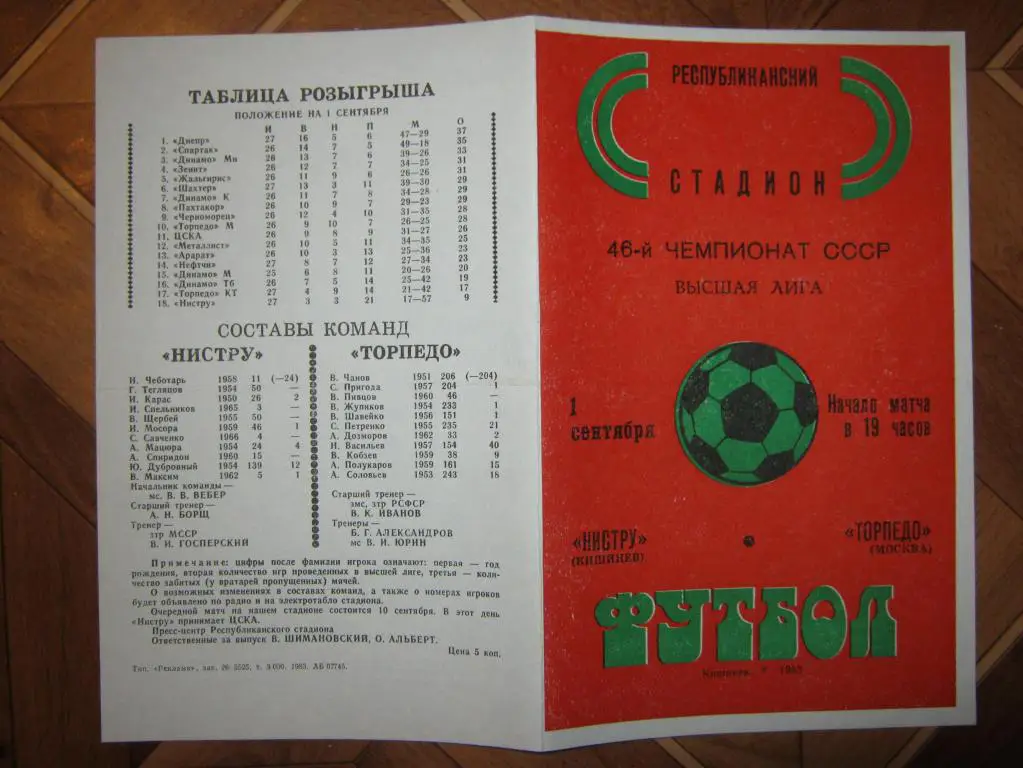 ТАБЛИЦА РОЗЫГРЫША
ПОЛОЖЕНИЕ НА 1 СЕНТЯБРЯ
И В Н П М О
1. «Днепр» 27 16 5 6 47—29 37
2. «Спартак» 26 14 7 5 49—18 35
3. «Динамо» Мн 26 13 7 6 39—26 33
4. «Зенит» 26 12 7 7 34—25 31
5. «Жальгирис» 26 11 9 6 26—26 31
6. «Шахтер» 27 13 3 11 39—30 29
7. «Динамо» К 26 11 7 8 34—28 29
8. «Пахтакор» 26 10 9 7 29—23 29
9. «Черноморец» 26 12 4 10 31—35 28
10. «Торпедо» М 26 9 10 7 26—25 28
11. ЦСКА 26 9 8 9 31—27 26
12. «Металлист» 26 10 5 11 34—35 25
13. «Арарат» 26 10 3 13 25—36 23
14. «Нефтчи» 27 8 7 12 27—34 23
15. «Динамо» М 25 6 8 11 20—26 20
16. «Динамо» Тб 26 7 5 14 25—42 19
17. «Торпедо» КТ 27 4 9 14 21—42 17
18. «Нистру» 27 3 3 21 17—57 9
СОСТАВЫ КОМАНД
«НИСТРУ»
Н. Чеботарь 1958 11 (—24)
Г. Тегляцов 1954 50 —
И. Карас 1950 26 2
И. Спельников 1965 3 —
В. Щербей 1955 50 —
И. Мосора 1959 46 1
С. Савченко 1966 4 —
А. Мацюра 1954 24 4
А. Спиридон 1960 15 —
Ю. Дубровный 1954 139 12
В. Максим 1962 5 1
Начальник команды —
мс. В. В. ВЕБЕР
Старший тренер —
А. Н. БОРЩ
Тренер —
зтр МССР
В. И. ГОСПЕРСКИЙ
«ТОРПЕДО»
В. Чанов 1951 206 (—204)
С. Пригода 1957 204 1
В. Пивцов 1960 46 —
В. Жупиков 1954 233 1
В. Шавейко 1956 151 1
С. Петренко 1955 235 21
А. Дозморов 1962 33 2
Н. Васильев 1957 154 40
В. Кобзев 1959 38 9
А. Полукаров 1959 161 15
А. Соловьев 1953 243 18
Старший тренер —
змс, зтр РСФСР
В. К. ИВАНОВ
Тренеры —
Б. Г. АЛЕКСАНДРОВ
мс В. И. ЮРИН
Примечание: цифры после фамилии игрока означают: первая — год
рождения, вторая количество игр проведенных в высшей лиге, третья — коли-
чество забитых (у вратарей пропущенных) мячей.
О возможных изменениях в составах команд, а также о номерах игроков
будет объявлено по радио и на электротабло стадиона.
Очередной матч на нашем стадионе состоится 10 сентября. В этот день
«Нистру» принимает ЦСКА.
Пресс-центр Республиканского стадиона
Ответственные за выпуск В. ШИМАНОВСКИЙ, О. АЛЬБЕРТ.
Цена 5 коп.
Тип. «Реклама», зак. № 5525, т. 3 000, 1983. АБ 07745.
РЕСПУБЛИКАНСКИЙ
СТАДИОН
46-й ЧЕМПИОНАТ СССР
ВЫСШАЯ ЛИГА
1
сентября
Начало матча
в 19 часов
«НИСТРУ»
(КИШИНЕВ)
«ТОРПЕДО»
(МОСКВА)
ФУТБОЛ
Кишинев, 1983